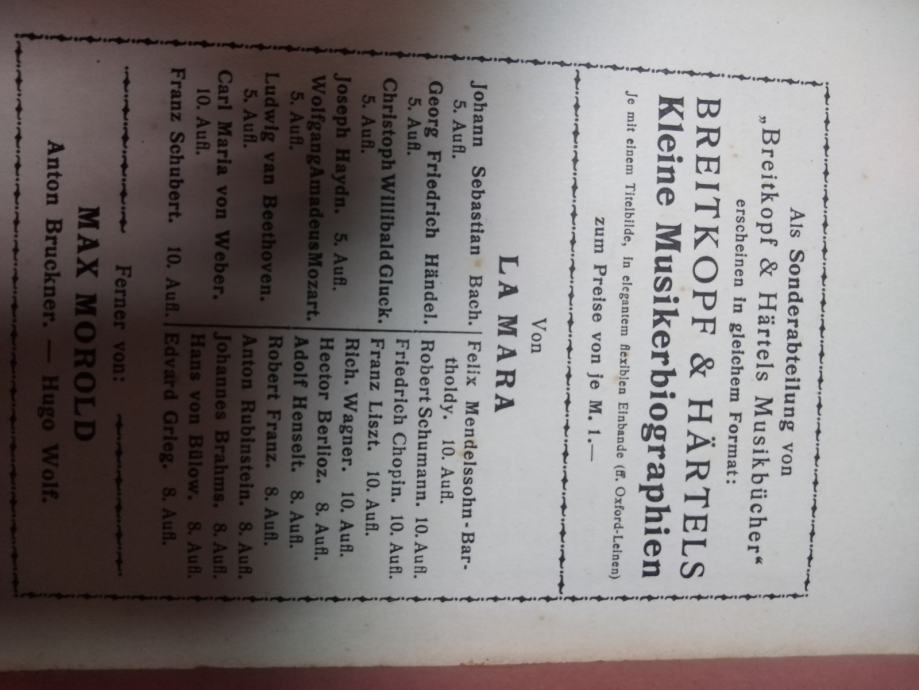 Als Sonderabteilung von
„Breitkopf & Härtels Musikbücher“
erscheinen in gleichem Format:
BREITKOPF & HÄRTELS
Kleine Musikerbiographien
Je mit einem Titelbilde, in elegantem flexiblen Einbande (ff. Oxford-Leinen)
zum Preise von je M. 1.—
Von
LA MARA
Johann Sebastian Bach.
5. Aufl.
Georg Friedrich Händel.
5. Aufl.
Christoph Willibald Gluck.
5. Aufl.
Joseph Haydn. 5. Aufl.
Wolfgang Amadeus Mozart.
5. Aufl.
Ludwig van Beethoven.
5. Aufl.
Carl Maria von Weber.
10. Aufl.
Franz Schubert. 10. Aufl.
Felix Mendelssohn-Bar-
tholdy. 10. Aufl.
Robert Schumann. 10. Aufl.
Friedrich Chopin. 10. Aufl.
Franz Liszt. 10. Aufl.
Rich. Wagner. 10. Aufl.
Hector Berlioz. 8. Aufl.
Adolf Henselt. 8. Aufl.
Robert Franz. 8. Aufl.
Anton Rubinstein. 8. Aufl.
Johannes Brahms. 8. Aufl.
Hans von Bülow. 8. Aufl.
Edvard Grieg. 8. Aufl.
Ferner von:
MAX MOROLD
Anton Bruckner. — Hugo Wolf.